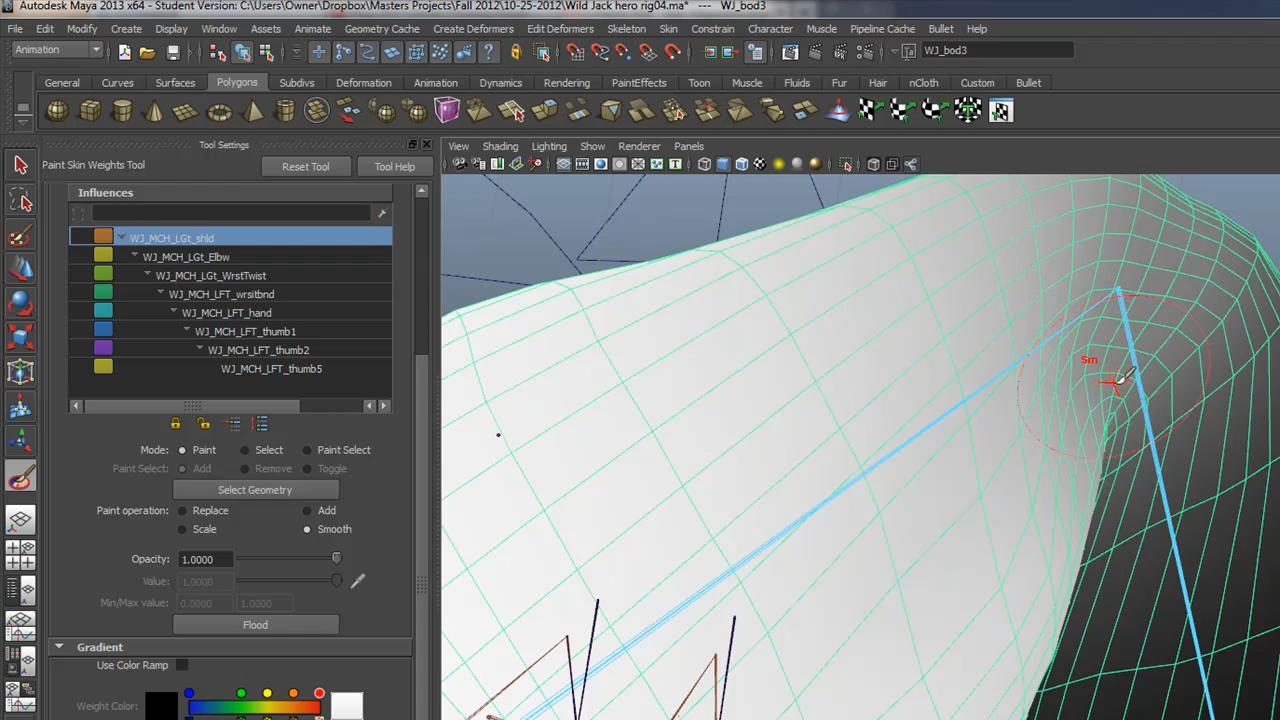 Autodesk Maya 2013 x64 - Student Version: C:\Users\Owner\Dropbox\Masters Projects\Fall 2012\10-25-2012\Wild Jack hero rig04.ma*   ---   WJ_bod3
File Edit Modify Create Display Window Assets Animate Geometry Cache Create Deformers Edit Deformers Skeleton Skin Constrain Character Muscle Pipeline Cache Bullet Help
Animation WJ_bod3
General Curves Surfaces Polygons Subdivs Deformation Animation Dynamics Rendering PaintEffects Toon Muscle Fluids Fur Hair nCloth Custom Bullet
Tool Settings
Paint Skin Weights Tool Reset Tool Tool Help
View Shading Lighting Show Renderer Panels
Influences
WJ_MCH_LGt_shld
WJ_MCH_LGt_Elbw
WJ_MCH_LGt_WrstTwist
WJ_MCH_LFT_wrsitbnd
WJ_MCH_LFT_hand
WJ_MCH_LFT_thumb1
WJ_MCH_LFT_thumb2
WJ_MCH_LFT_thumb5
Sm
Mode: Paint Select Paint Select
Paint Select: Add Remove Toggle
Select Geometry
Paint operation: Replace Add
Scale Smooth
Opacity: 1.0000
Value: 1.0000
Min/Max value: 0.0000 1.0000
Flood
Gradient
Use Color Ramp
Weight Color: